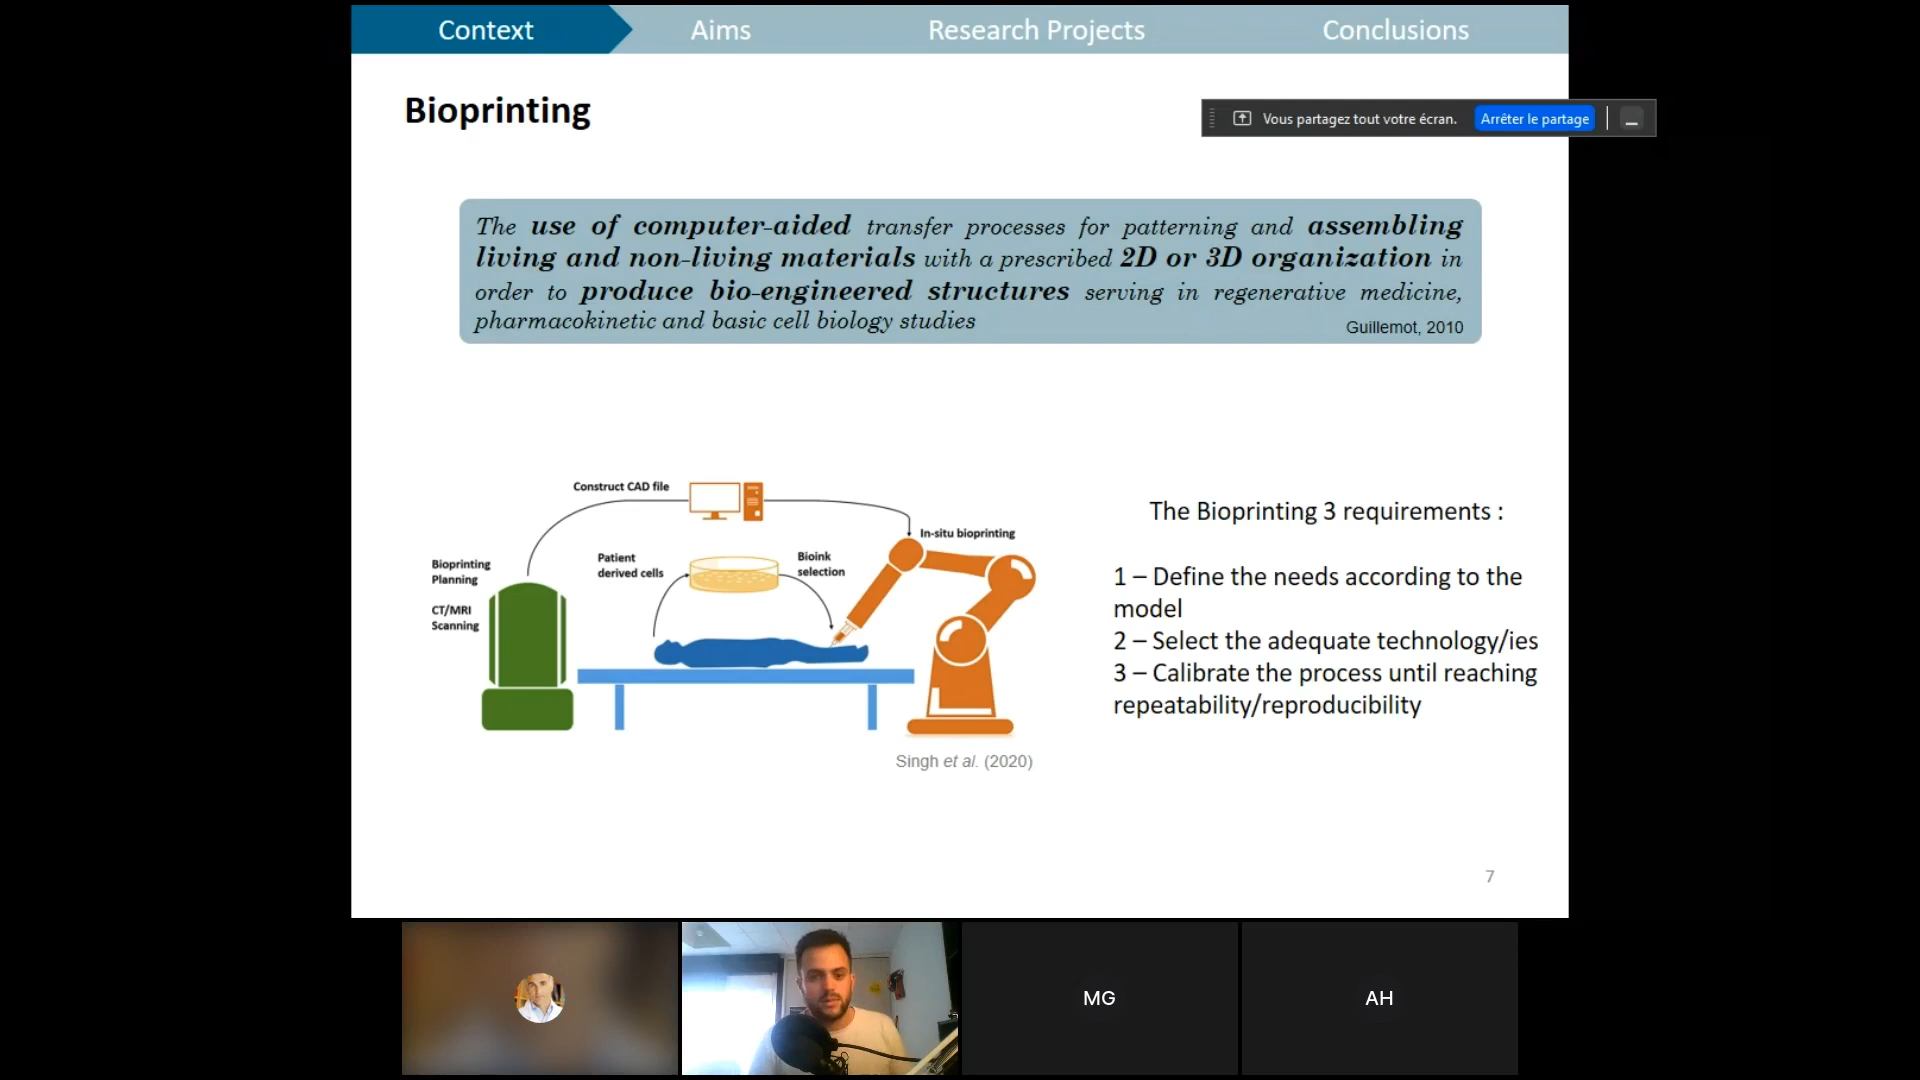 Context Aims Research Projects Conclusions
Bioprinting
Vous partagez tout votre écran. Arrêter le partage
The use of computer-aided transfer processes for patterning and assembling
living and non-living materials with a prescribed 2D or 3D organization in
order to produce bio-engineered structures serving in regenerative medicine,
pharmacokinetic and basic cell biology studies
Guillemot, 2010
Construct CAD file
In-situ bioprinting
Patient
derived cells
Bioink
selection
Bioprinting
Planning
CT/MRI
Scanning
Singh et al. (2020)
The Bioprinting 3 requirements :
1 – Define the needs according to the
model
2 – Select the adequate technology/ies
3 – Calibrate the process until reaching
repeatability/reproducibility
7
MG
AH